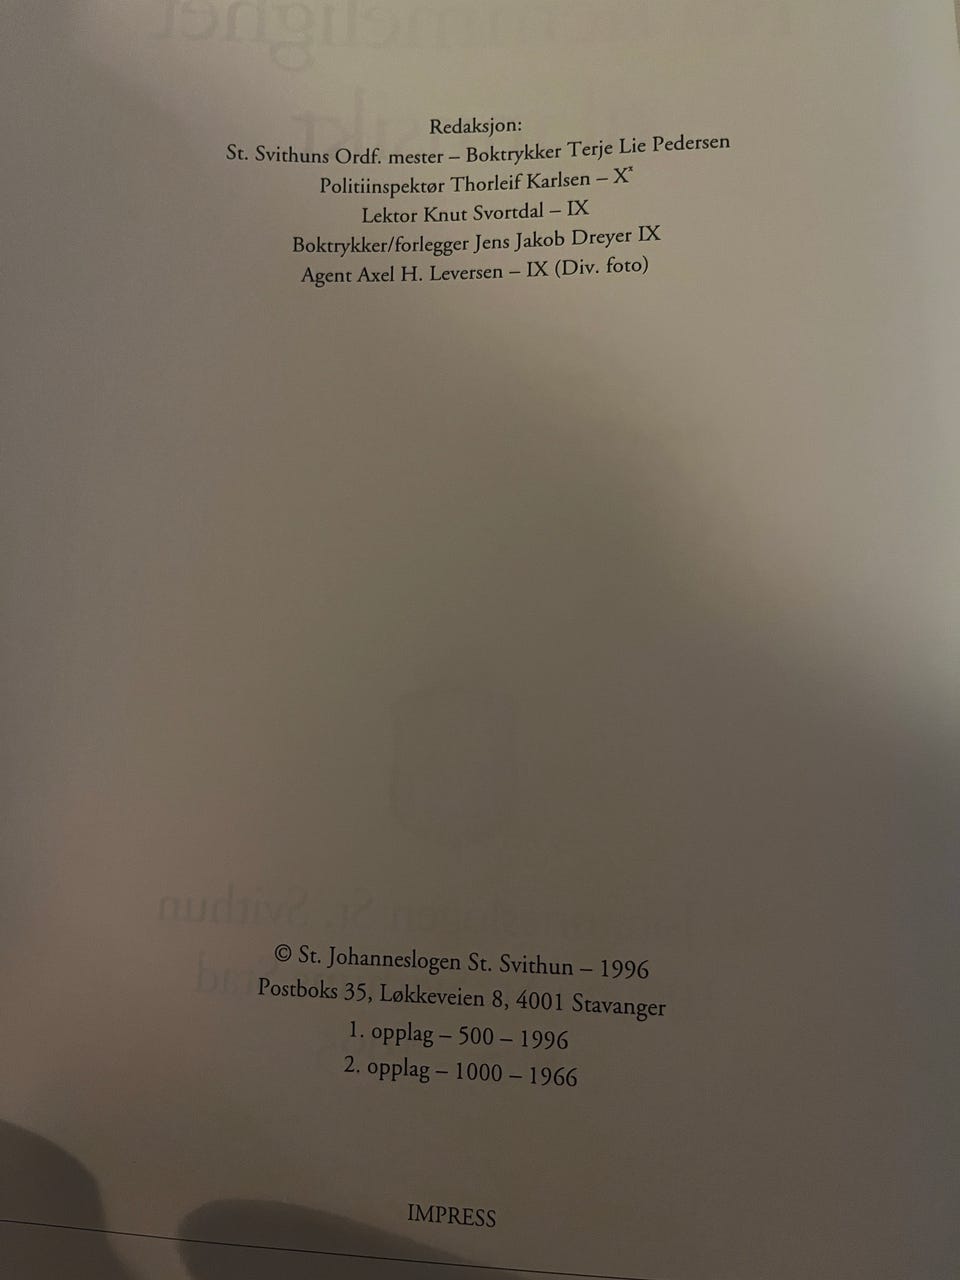 Redaksjon:
St. Svithuns Ordf. mester – Boktrykker Terje Lie Pedersen
Politiinspektør Thorleif Karlsen – Xˣ
Lektor Knut Svortdal – IX
Boktrykker/forlegger Jens Jakob Dreyer IX
Agent Axel H. Leversen – IX (Div. foto)
© St. Johanneslogen St. Svithun – 1996
Postboks 35, Løkkeveien 8, 4001 Stavanger
1. opplag – 500 – 1996
2. opplag – 1000 – 1966
IMPRESS